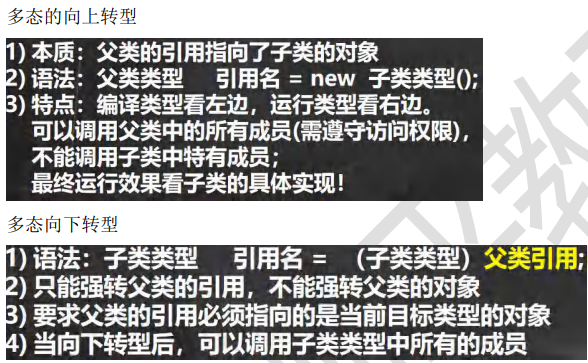 多态的向上转型
1) 本质：父类的引用指向了子类的对象
2) 语法：父类类型 引用名 = new 子类类型();
3) 特点：编译类型看左边，运行类型看右边。
可以调用父类中的所有成员(需遵守访问权限)，
不能调用子类中特有成员；
最终运行效果看子类的具体实现！
多态向下转型
1) 语法：子类类型 引用名 = （子类类型）父类引用;
2) 只能强转父类的引用，不能强转父类的对象
3) 要求父类的引用必须指向的是当前目标类型的对象
4) 当向下转型后，可以调用子类类型中所有的成员